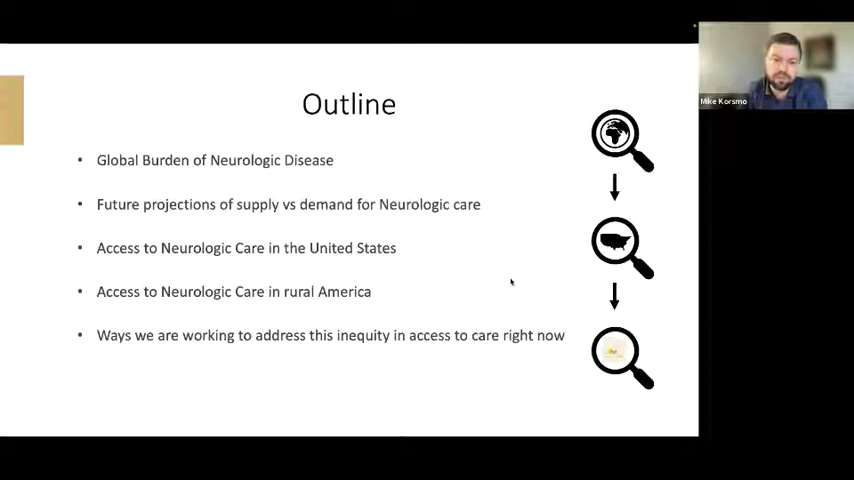 Outline
• Global Burden of Neurologic Disease
• Future projections of supply vs demand for Neurologic care
• Access to Neurologic Care in the United States
• Access to Neurologic Care in rural America
• Ways we are working to address this inequity in access to care right now
Mike Korsmo